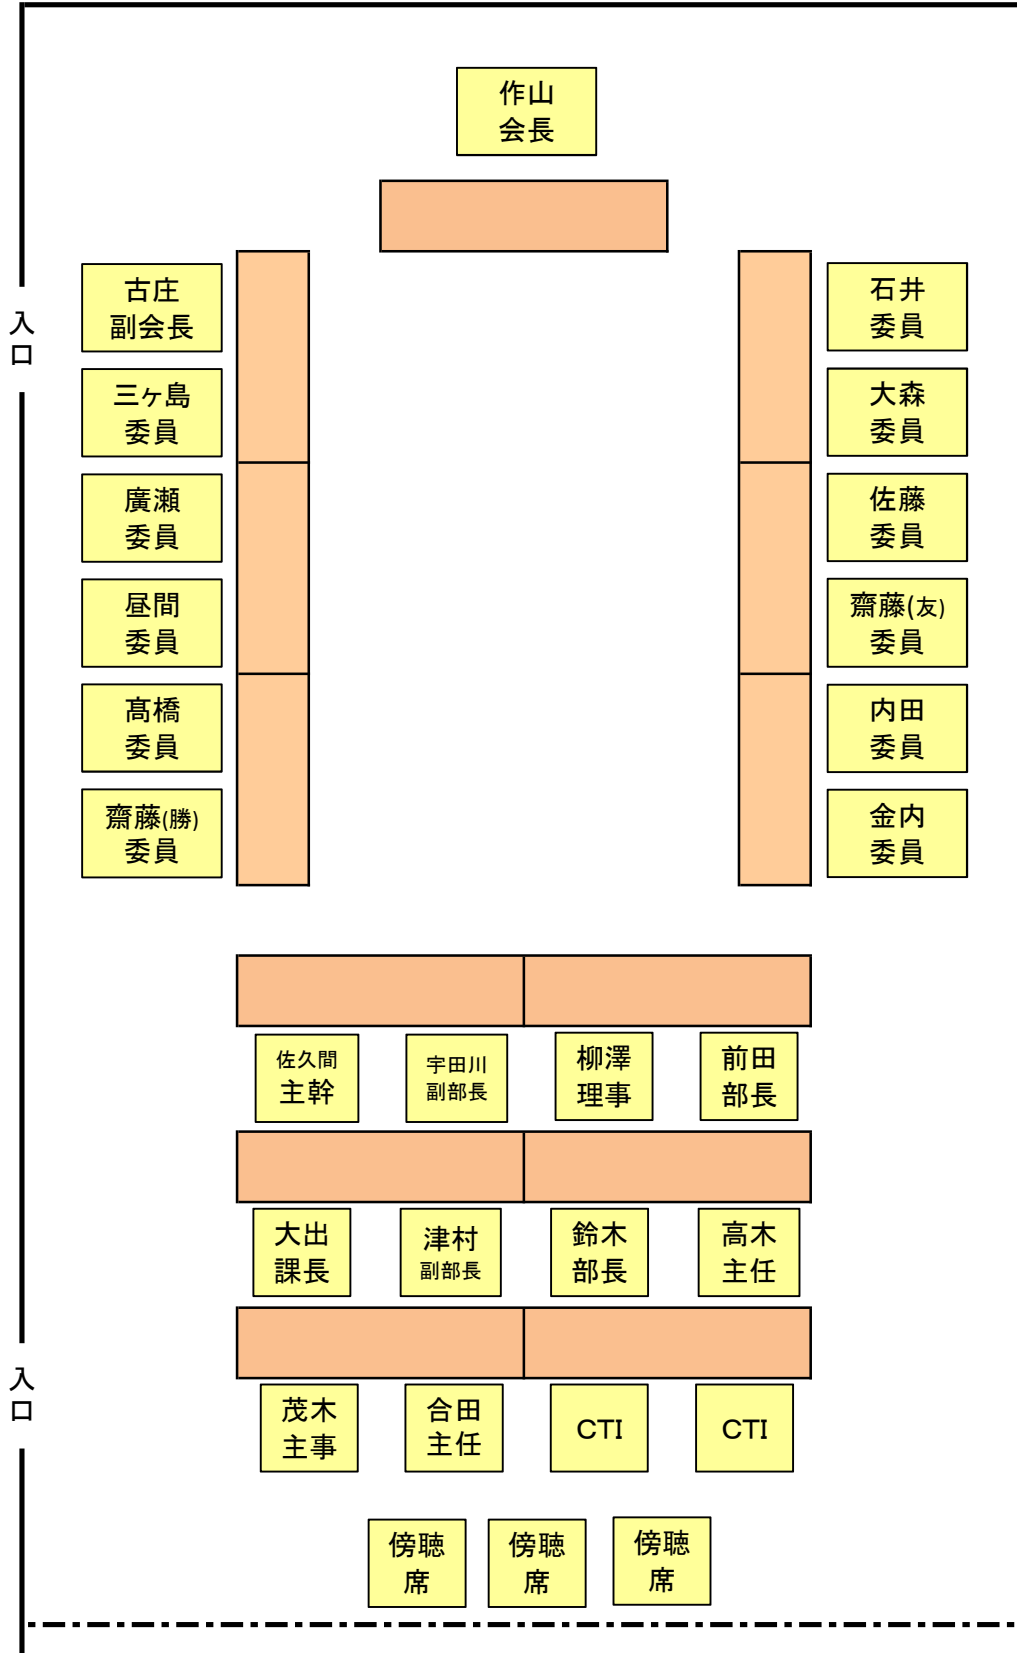 作山
会長
古庄
副会長
石井
委員
入口
三ヶ島
委員
大森
委員
廣瀬
委員
佐藤
委員
昼間
委員
齋藤(友)
委員
髙橋
委員
内田
委員
齋藤(勝)
委員
金内
委員
佐久間
主幹
宇田川
副部長
柳澤
理事
前田
部長
大出
課長
津村
副部長
鈴木
部長
高木
主任
入口
茂木
主事
合田
主任
CTI
CTI
傍聴
席
傍聴
席
傍聴
席